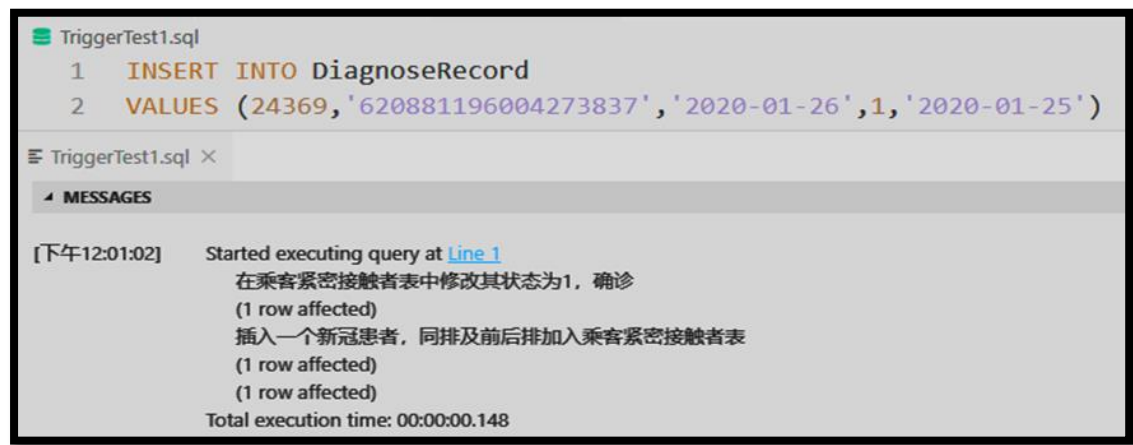 TriggerTest1.sql
1 INSERT INTO DiagnoseRecord
2 VALUES (24369,'620881196004273837','2020-01-26',1,'2020-01-25')
TriggerTest1.sql ×
MESSAGES
[下午12:01:02] Started executing query at Line 1
在乘客紧密接触者表中修改其状态为1，确诊
(1 row affected)
插入一个新冠患者，同排及前后排加入乘客紧密接触者表
(1 row affected)
(1 row affected)
Total execution time: 00:00:00.148